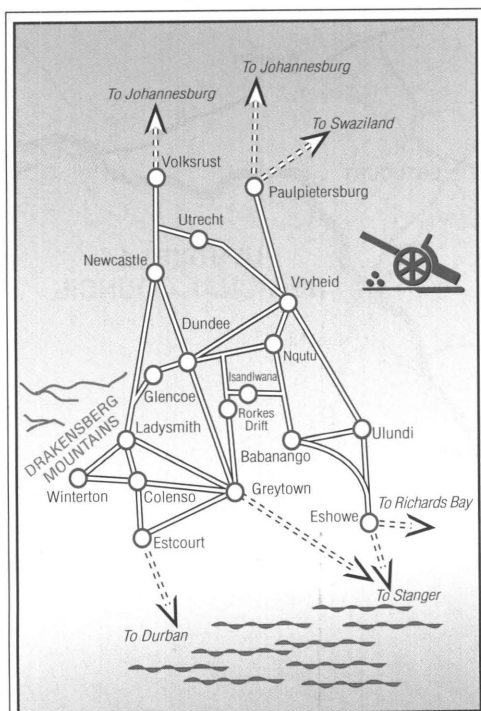 To Johannesburg
To Johannesburg
To Swaziland
Volksrust
Paulpietersburg
Utrecht
Newcastle
Vryheid
Dundee
Nqutu
Isandlwana
Glencoe
Rorkes
Drift
DRAKENSBERG
MOUNTAINS
Ladysmith
Ulundi
Babanango
Winterton
Colenso
Greytown
To Richards Bay
Eshowe
Estcourt
To Stanger
To Durban